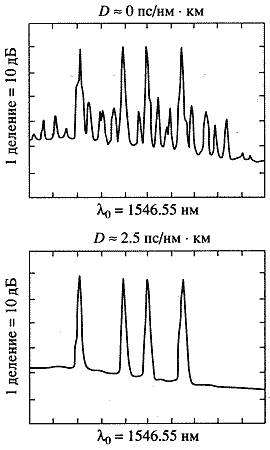 D ≈ 0 пс/нм · км
1 деление = 10 дБ
λ₀ = 1546.55 нм
D ≈ 2.5 пс/нм · км
1 деление = 10 дБ
λ₀ = 1546.55 нм